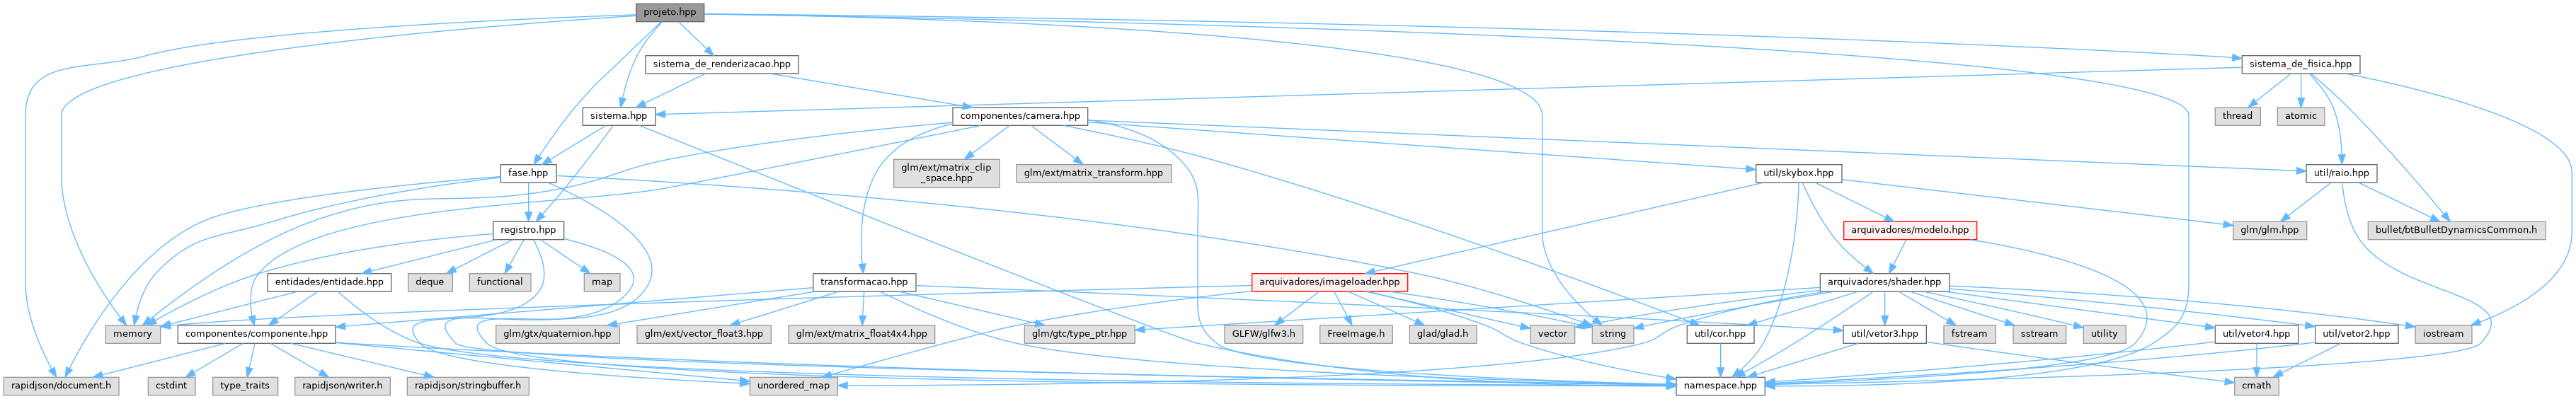 projeto.hpp
sistema_de_renderizacao.hpp
sistema_de_fisica.hpp
sistema.hpp
componentes/camera.hpp
thread
atomic
fase.hpp
glm/ext/matrix_clip
_space.hpp
glm/ext/matrix_transform.hpp
util/skybox.hpp
util/raio.hpp
registro.hpp
arquivadores/modelo.hpp
glm/glm.hpp
bullet/btBulletDynamicsCommon.h
entidades/entidade.hpp
deque
functional
map
transformacao.hpp
arquivadores/imageloader.hpp
arquivadores/shader.hpp
memory
componentes/componente.hpp
glm/gtx/quaternion.hpp
glm/ext/vector_float3.hpp
glm/ext/matrix_float4x4.hpp
glm/gtc/type_ptr.hpp
GLFW/glfw3.h
FreeImage.h
glad/glad.h
vector
string
util/cor.hpp
util/vetor3.hpp
fstream
sstream
utility
util/vetor4.hpp
util/vetor2.hpp
iostream
rapidjson/document.h
cstdint
type_traits
rapidjson/writer.h
rapidjson/stringbuffer.h
unordered_map
namespace.hpp
cmath